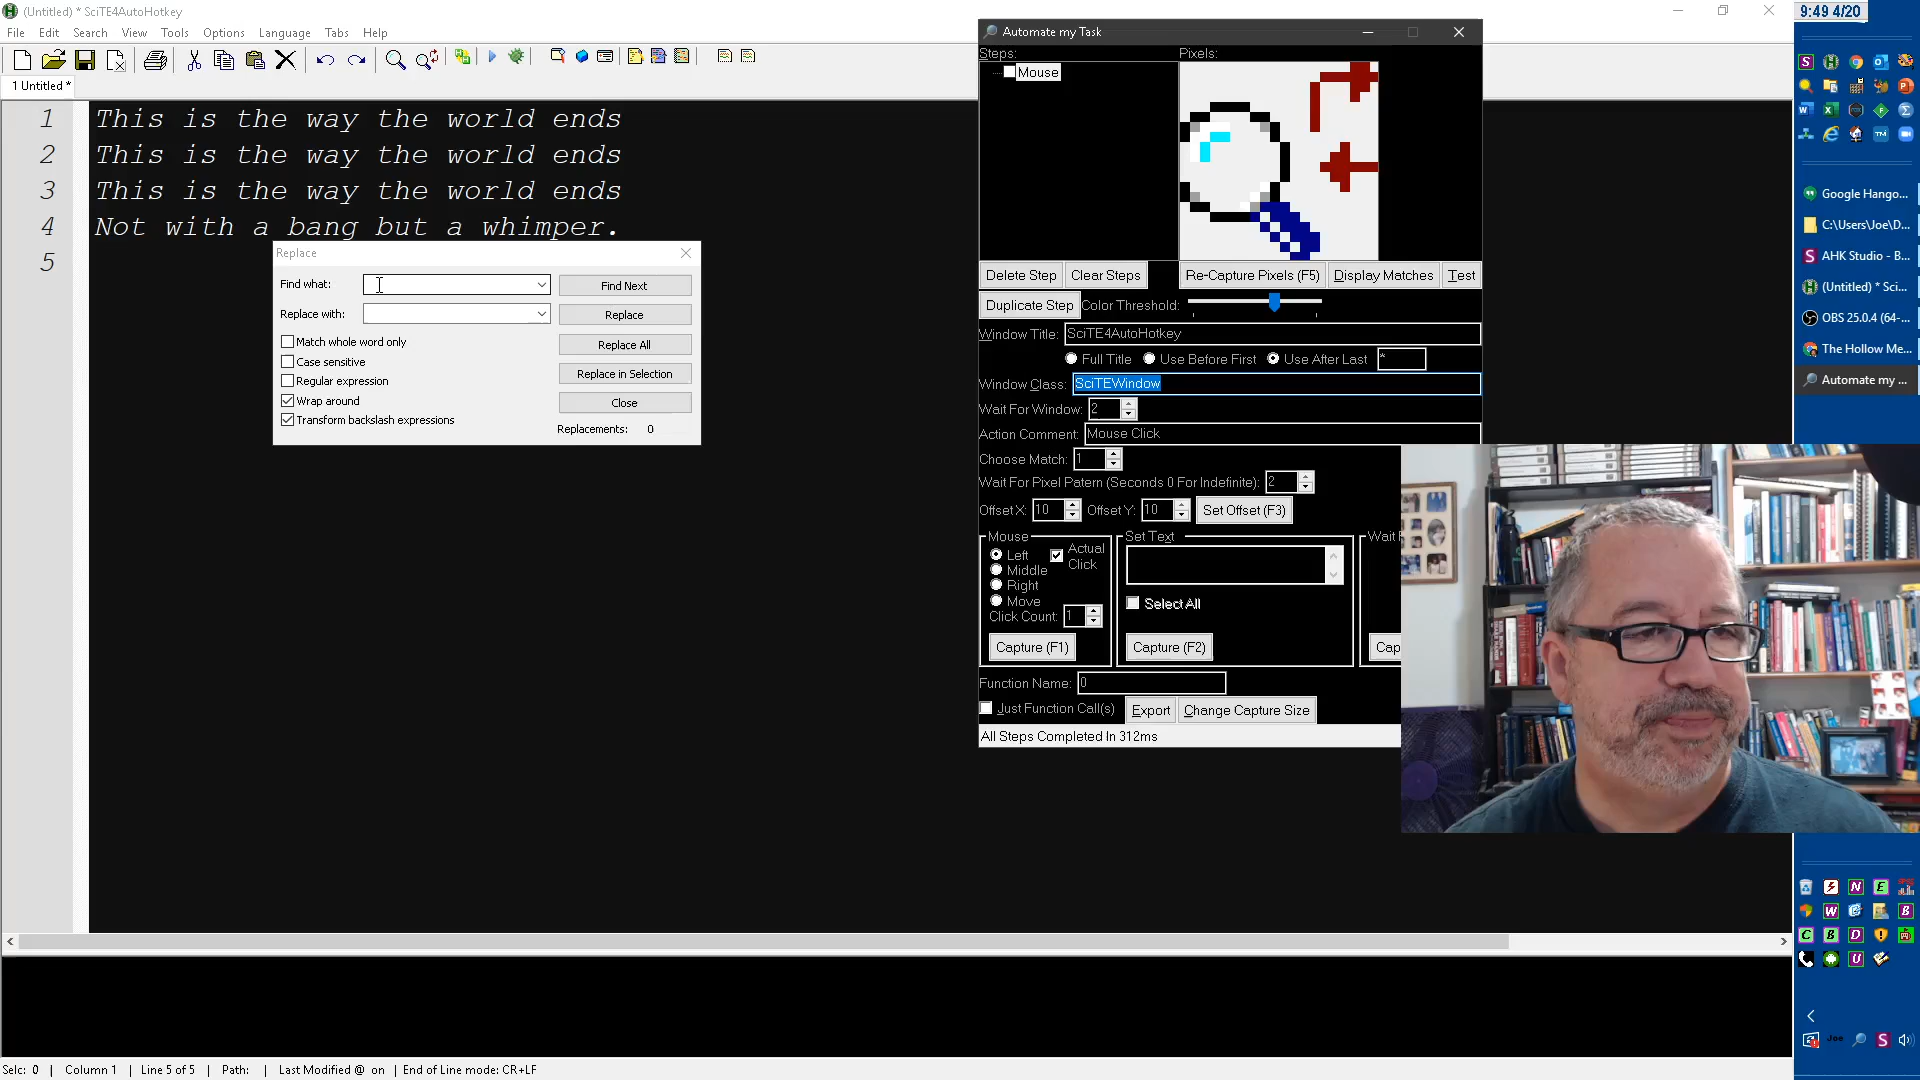 (Untitled) * SciTE4AutoHotkey
File Edit Search View Tools Options Language Tabs Help
1 Untitled *
1 This is the way the world ends
2 This is the way the world ends
3 This is the way the world ends
4 Not with a bang but a whimper.
5
Replace
Find what:
Find Next
Replace with:
Replace
Match whole word only
Replace All
Case sensitive
Replace in Selection
Regular expression
Wrap around
Close
Transform backslash expressions
Replacements: 0
Selc: 0 | Column 1 | Line 5 of 5 | Path: | Last Modified @ on | End of Line mode: CR+LF
Automate my Task
Steps:
Pixels:
Mouse
Delete Step
Clear Steps
Re-Capture Pixels (F5)
Display Matches
Test
Duplicate Step
Color Threshold:
Window Title: SciTE4AutoHotkey
Full Title Use Before First Use After Last *
Window Class: SciTEWindow
Wait For Window: 2
Action Comment: Mouse Click
Choose Match: 1
Wait For Pixel Patern (Seconds 0 For Indefinite): 2
Offset X: 10 Offset Y: 10 Set Offset (F3)
Mouse
Left
Actual Click
Middle
Right
Move
Click Count: 1
Capture (F1)
Set Text
Select All
Capture (F2)
Wait F
Cap
Function Name: 0
Just Function Call(s) Export Change Capture Size
All Steps Completed In 312ms
9:49 4/20
Google Hango...
C:\Users\Joe\D...
AHK Studio - B...
(Untitled) * Sci...
OBS 25.0.4 (64-...
The Hollow Me...
Automate my ...
Joe